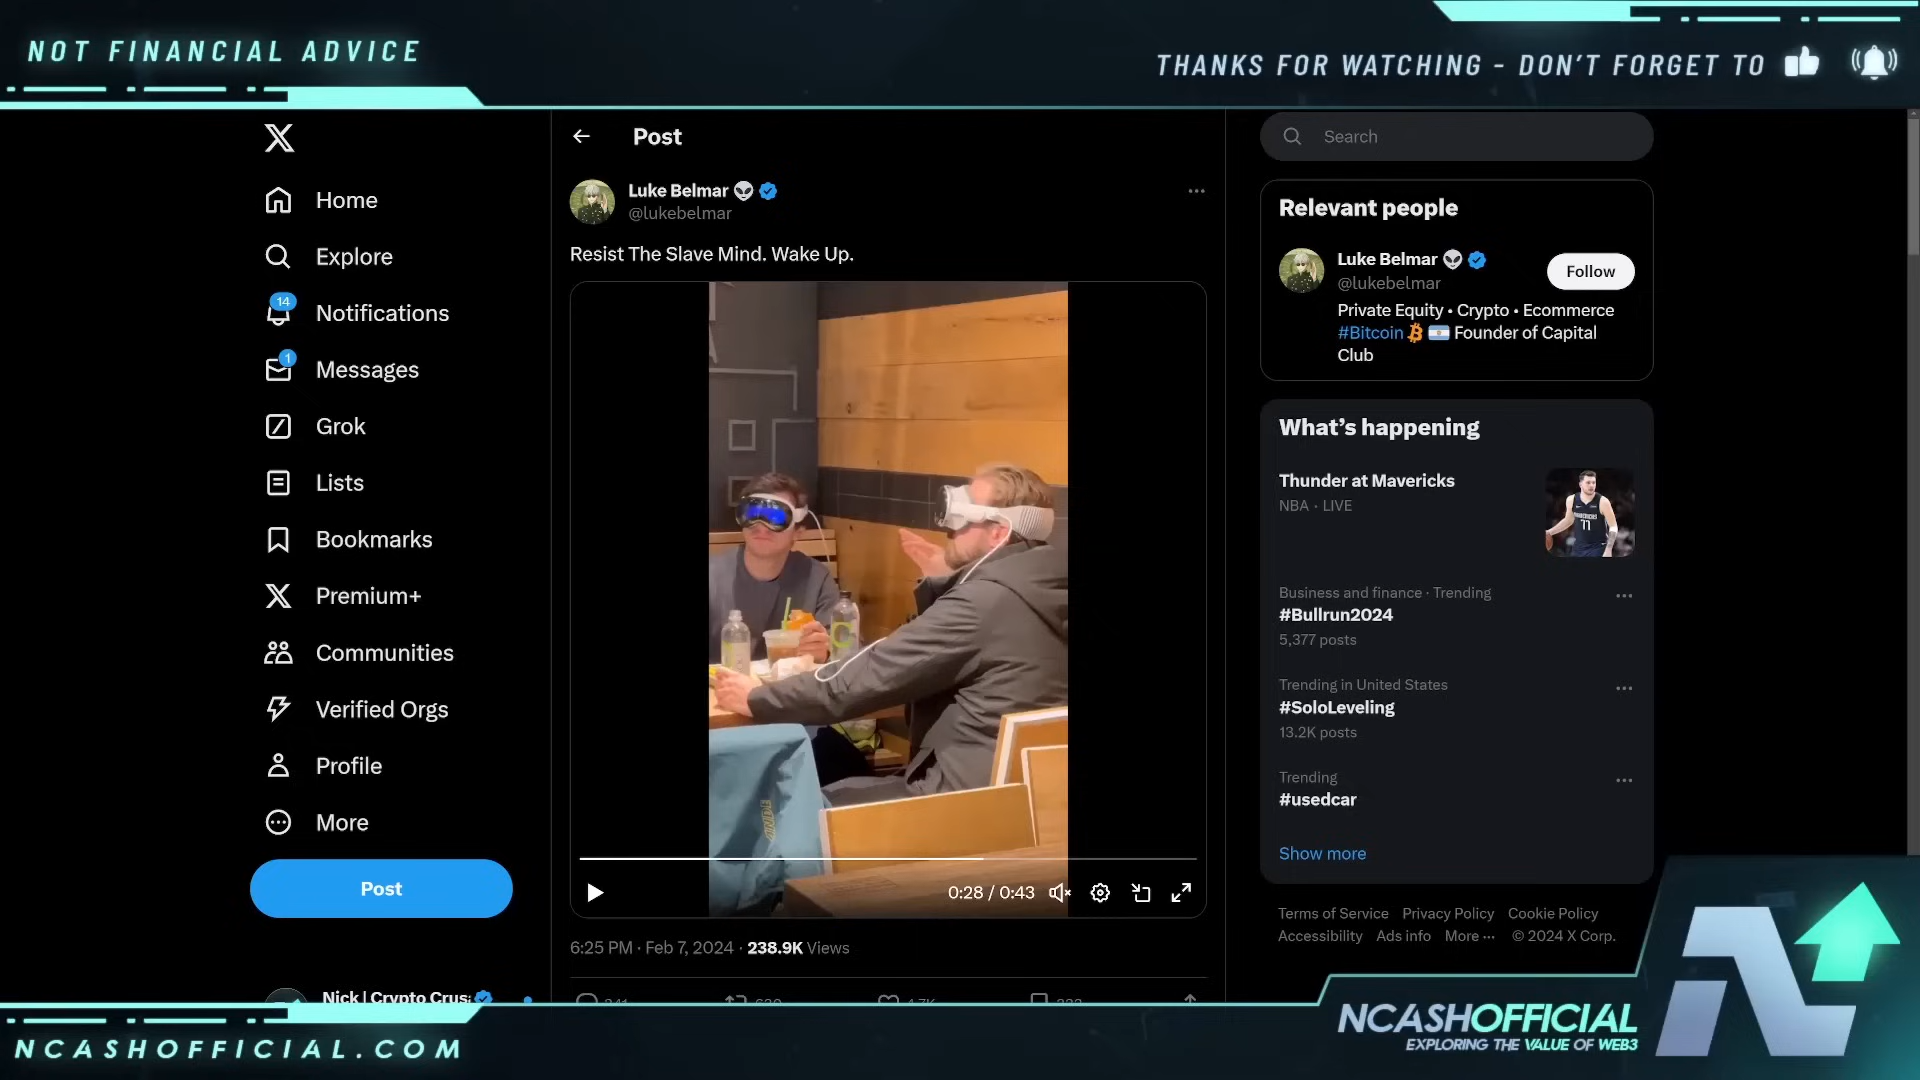 NOT FINANCIAL ADVICE
THANKS FOR WATCHING - DON'T FORGET TO
Home
Explore
14
Notifications
1
Messages
Grok
Lists
Bookmarks
Premium+
Communities
Verified Orgs
Profile
More
Post
Nick | Crypto Crus
Post
Luke Belmar
@lukebelmar
Resist The Slave Mind. Wake Up.
0:28 / 0:43
6:25 PM · Feb 7, 2024 · 238.9K Views
Search
Relevant people
Luke Belmar
@lukebelmar
Follow
Private Equity • Crypto • Ecommerce
#Bitcoin Founder of Capital
Club
What's happening
Thunder at Mavericks
NBA · LIVE
77
Business and finance · Trending
#Bullrun2024
5,377 posts
Trending in United States
#SoloLeveling
13.2K posts
Trending
#usedcar
Show more
Terms of Service Privacy Policy Cookie Policy
Accessibility Ads info More ··· © 2024 X Corp.
NCASHOFFICIAL.COM
NCASHOFFICIAL
EXPLORING THE VALUE OF WEB3